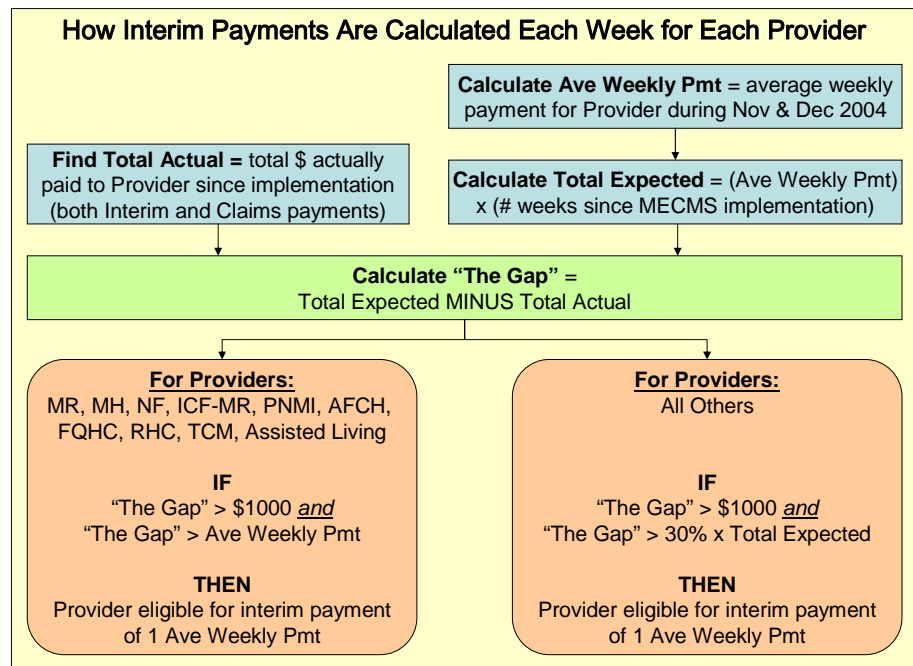 How Interim Payments Are Calculated Each Week for Each Provider
Calculate Ave Weekly Pmt = average weekly
payment for Provider during Nov & Dec 2004
Find Total Actual = total $ actually
paid to Provider since implementation
(both Interim and Claims payments)
Calculate Total Expected = (Ave Weekly Pmt)
x (# weeks since MECMS implementation)
Calculate “The Gap” =
Total Expected MINUS Total Actual
For Providers:
MR, MH, NF, ICF-MR, PNMI, AFCH,
FQHC, RHC, TCM, Assisted Living
IF
“The Gap” > $1000 and
“The Gap” > Ave Weekly Pmt
THEN
Provider eligible for interim payment
of 1 Ave Weekly Pmt
For Providers:
All Others
IF
“The Gap” > $1000 and
“The Gap” > 30% x Total Expected
THEN
Provider eligible for interim payment
of 1 Ave Weekly Pmt